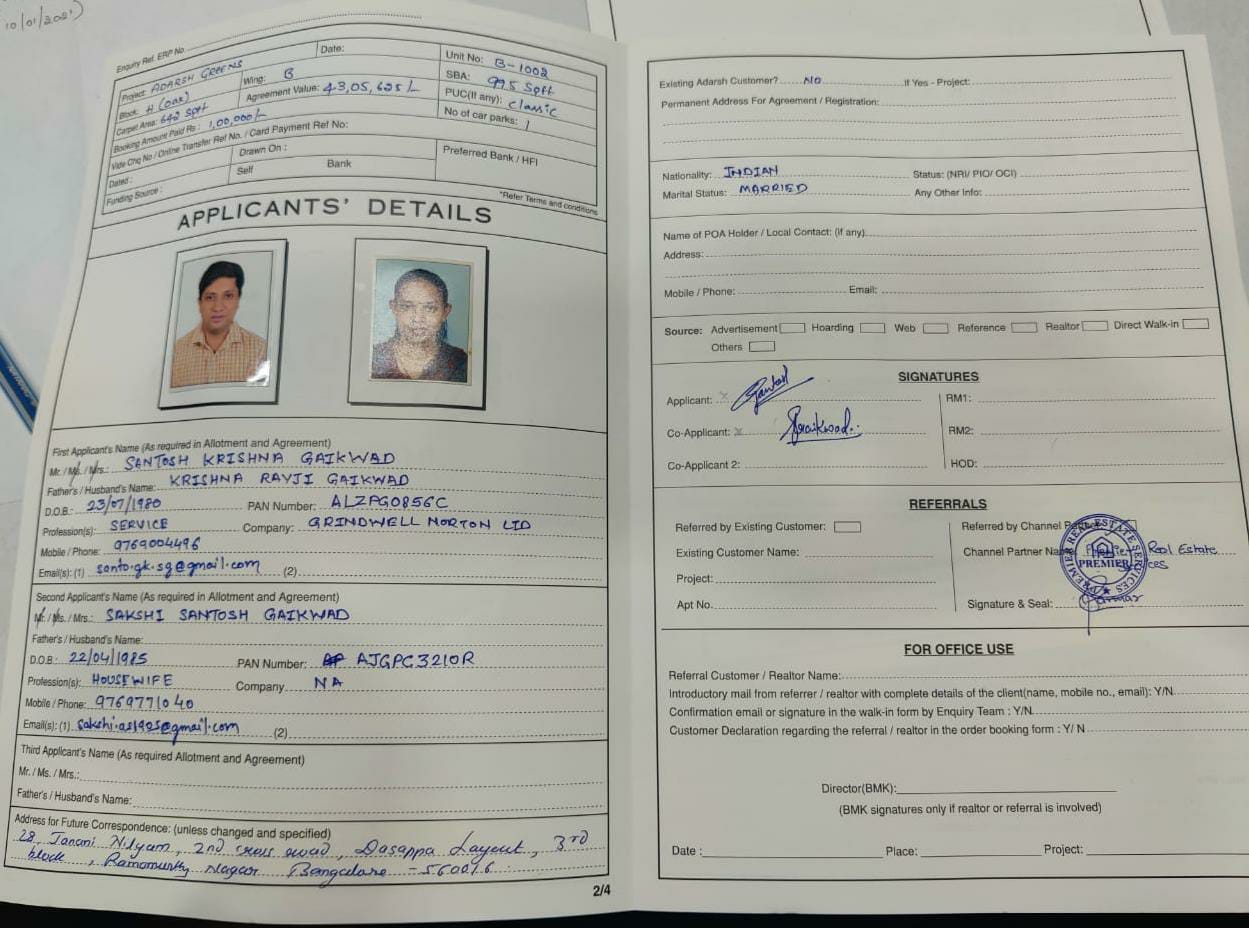 10/01/2021)
Enquiry Ref. ERP No.
Project: ADARSH GREENS
Date:
Unit No: B-1002
Block: H (oak)
Wing: B
SBA: 995 Sqft
Carpet Area: 642 Sqft
Agreement Value: 43,05,625/-
PUC(If any): Classic
Booking Amount Paid Rs : 1,00,000/-
No of car parks: 1
Vide Chq No / Online Transfer Ref No. / Card Payment Ref No:
Dated :
Drawn On :
Preferred Bank / HFI
Funding Source :
Self
Bank
*Refer Terms and conditions
APPLICANTS' DETAILS
First Applicant's Name (As required in Allotment and Agreement)
Mr. / Ms. / Mrs.: SANTOSH KRISHNA GAIKWAD
Father's / Husband's Name: KRISHNA RAYJI GAIKWAD
D.O.B.: 23/07/1980 PAN Number: ALZPG0856C
Profession(s): SERVICE Company: GRINDWELL NORTON LTD
Mobile / Phone: 9769004496
Email(s): (1) santo.gk.sg@gmail.com (2)
Second Applicant's Name (As required in Allotment and Agreement)
Mr. / Ms. / Mrs.: SAKSHI SANTOSH GAIKWAD
Father's / Husband's Name:
D.O.B.: 22/04/1985 PAN Number: AJGPC3210R
Profession(s): HOUSEWIFE Company NA
Mobile / Phone: 9769771040
Email(s): (1) (2)
Third Applicant's Name (As required Allotment and Agreement)
Mr. / Ms. / Mrs.:
Father's / Husband's Name:
Address for Future Correspondence: (unless changed and specified)
28, Janani Nilyam, 2nd cross road, Dasappa Layout, 3rd
block, Ramomurthy Nagar Bangalore - 560016
2/4
Existing Adarsh Customer? NO If Yes - Project:
Permanent Address For Agreement / Registration:
Nationality: INDIAN Status: (NRI/ PIO/ OCI)
Marital Status: MARRIED Any Other Info:
Name of POA Holder / Local Contact: (if any)
Address:
Mobile / Phone: Email:
Source: Advertisement Hoarding Web Reference Realtor Direct Walk-in
Others
SIGNATURES
Applicant: x Santosh RM1:
Co-Applicant: x Sgaikwad RM2:
Co-Applicant 2: HOD:
REFERRALS
Referred by Existing Customer: Referred by Channel
Existing Customer Name: Channel Partner Name Premier Real Estate
Services
Project:
Apt No. Signature & Seal:
PREMIER REAL ESTATE SERVICES
PREMIER
FOR OFFICE USE
Referral Customer / Realtor Name:
Introductory mail from referrer / realtor with complete details of the client(name, mobile no., email): Y/N
Confirmation email or signature in the walk-in form by Enquiry Team : Y/N
Customer Declaration regarding the referral / realtor in the order booking form : Y/ N
Director(BMK):
(BMK signatures only if realtor or referral is involved)
Date : Place: Project: